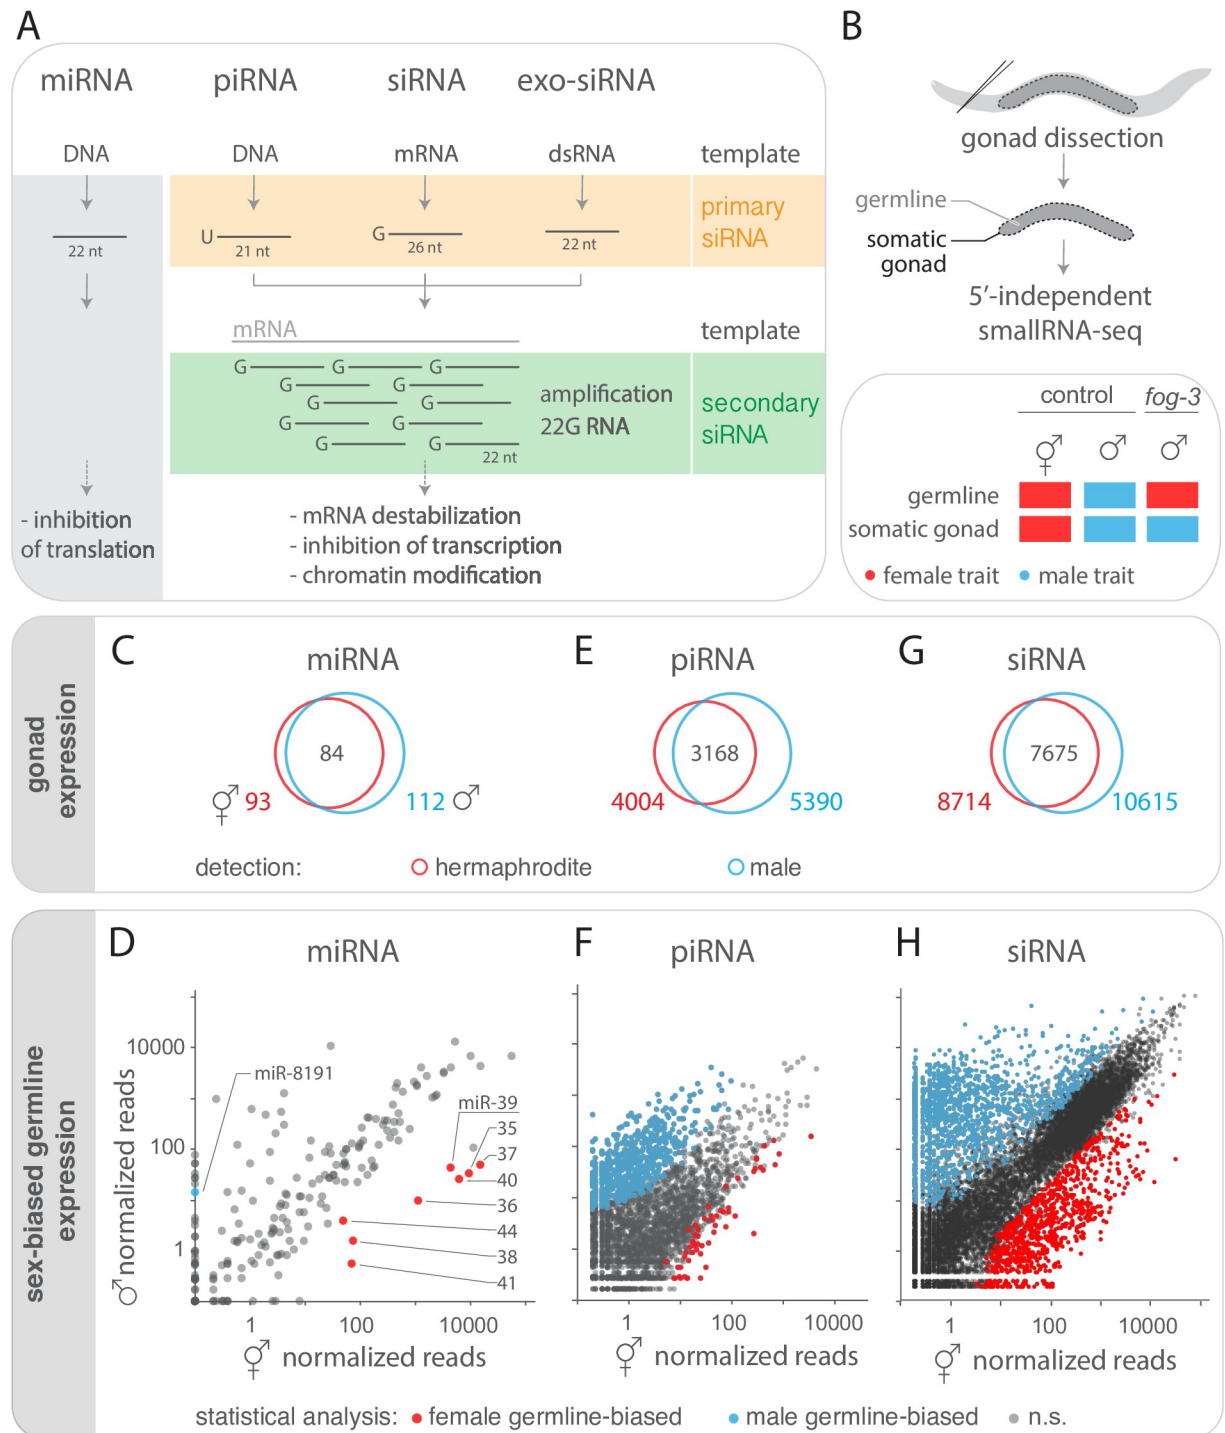 A
miRNA piRNA siRNA exo-siRNA
DNA DNA mRNA dsRNA template
primary
siRNA
22 nt
U
21 nt
G
26 nt
22 nt
mRNA
template
G G G
G G
G G
G G
G G
22 nt
amplification
22G RNA
secondary
siRNA
- inhibition
of translation
- mRNA destabilization
- inhibition of transcription
- chromatin modification
B
gonad dissection
germline
somatic
gonad
5′-independent
smallRNA-seq
control fog-3
⚥ ♂ ♂
germline
somatic gonad
female trait male trait
gonad
expression
C
miRNA
84
⚥ 93
112 ♂
E
piRNA
3168
4004
5390
G
siRNA
7675
8714
10615
detection: hermaphrodite male
sex-biased germline
expression
D
miRNA
♂ normalized reads
10000
100
1
miR-8191
miR-39
35
37
40
36
44
38
41
1 100 10000
⚥ normalized reads
F
piRNA
1 100 10000
⚥ normalized reads
H
siRNA
1 100 10000
⚥ normalized reads
statistical analysis: female germline-biased male germline-biased n.s.